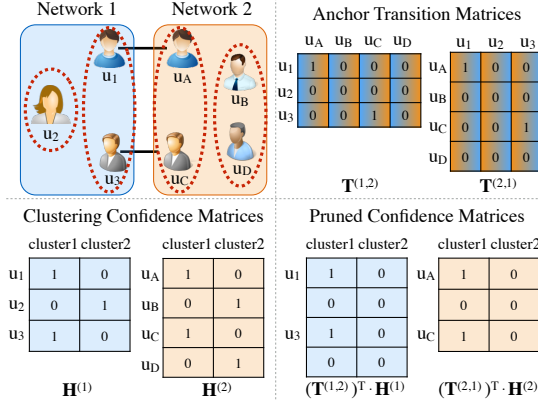 Network 1 Network 2
u1 uA
u2 uB
u3 uC uD
Anchor Transition Matrices
uA uB uC uD
u1 1 0 0 0
u2 0 0 0 0
u3 0 0 1 0
T(1,2)
u1 u2 u3
uA 1 0 0
uB 0 0 0
uC 0 0 1
uD 0 0 0
T(2,1)
Clustering Confidence Matrices
cluster1 cluster2
u1 1 0
u2 0 1
u3 1 0
H(1)
cluster1 cluster2
uA 1 0
uB 0 1
uC 1 0
uD 0 1
H(2)
Pruned Confidence Matrices
cluster1 cluster2
u1 1 0
0 0
u3 1 0
0 0
(T(1,2))T · H(1)
cluster1 cluster2
uA 1 0
0 0
uC 1 0
(T(2,1))T · H(2)